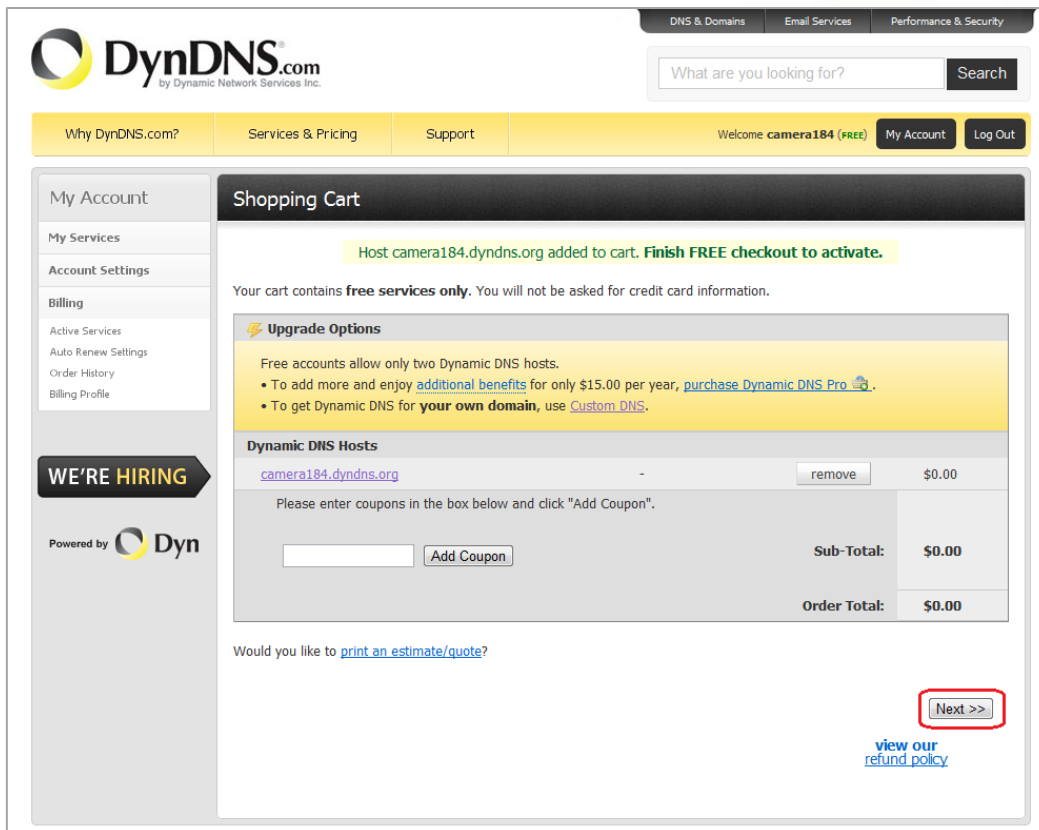 DNS & Domains Email Services Performance & Security
DynDNS.com
by Dynamic Network Services Inc.
What are you looking for? Search
Why DynDNS.com? Services & Pricing Support Welcome camera184 (FREE) My Account Log Out
My Account
My Services
Account Settings
Billing
Active Services
Auto Renew Settings
Order History
Billing Profile
WE'RE HIRING
Powered by Dyn
Shopping Cart
Host camera184.dyndns.org added to cart. Finish FREE checkout to activate.
Your cart contains free services only. You will not be asked for credit card information.
Upgrade Options
Free accounts allow only two Dynamic DNS hosts.
• To add more and enjoy additional benefits for only $15.00 per year, purchase Dynamic DNS Pro .
• To get Dynamic DNS for your own domain, use Custom DNS.
Dynamic DNS Hosts
camera184.dyndns.org - remove $0.00
Please enter coupons in the box below and click "Add Coupon".
Add Coupon Sub-Total: $0.00
Order Total: $0.00
Would you like to print an estimate/quote?
Next >>
view our
refund policy